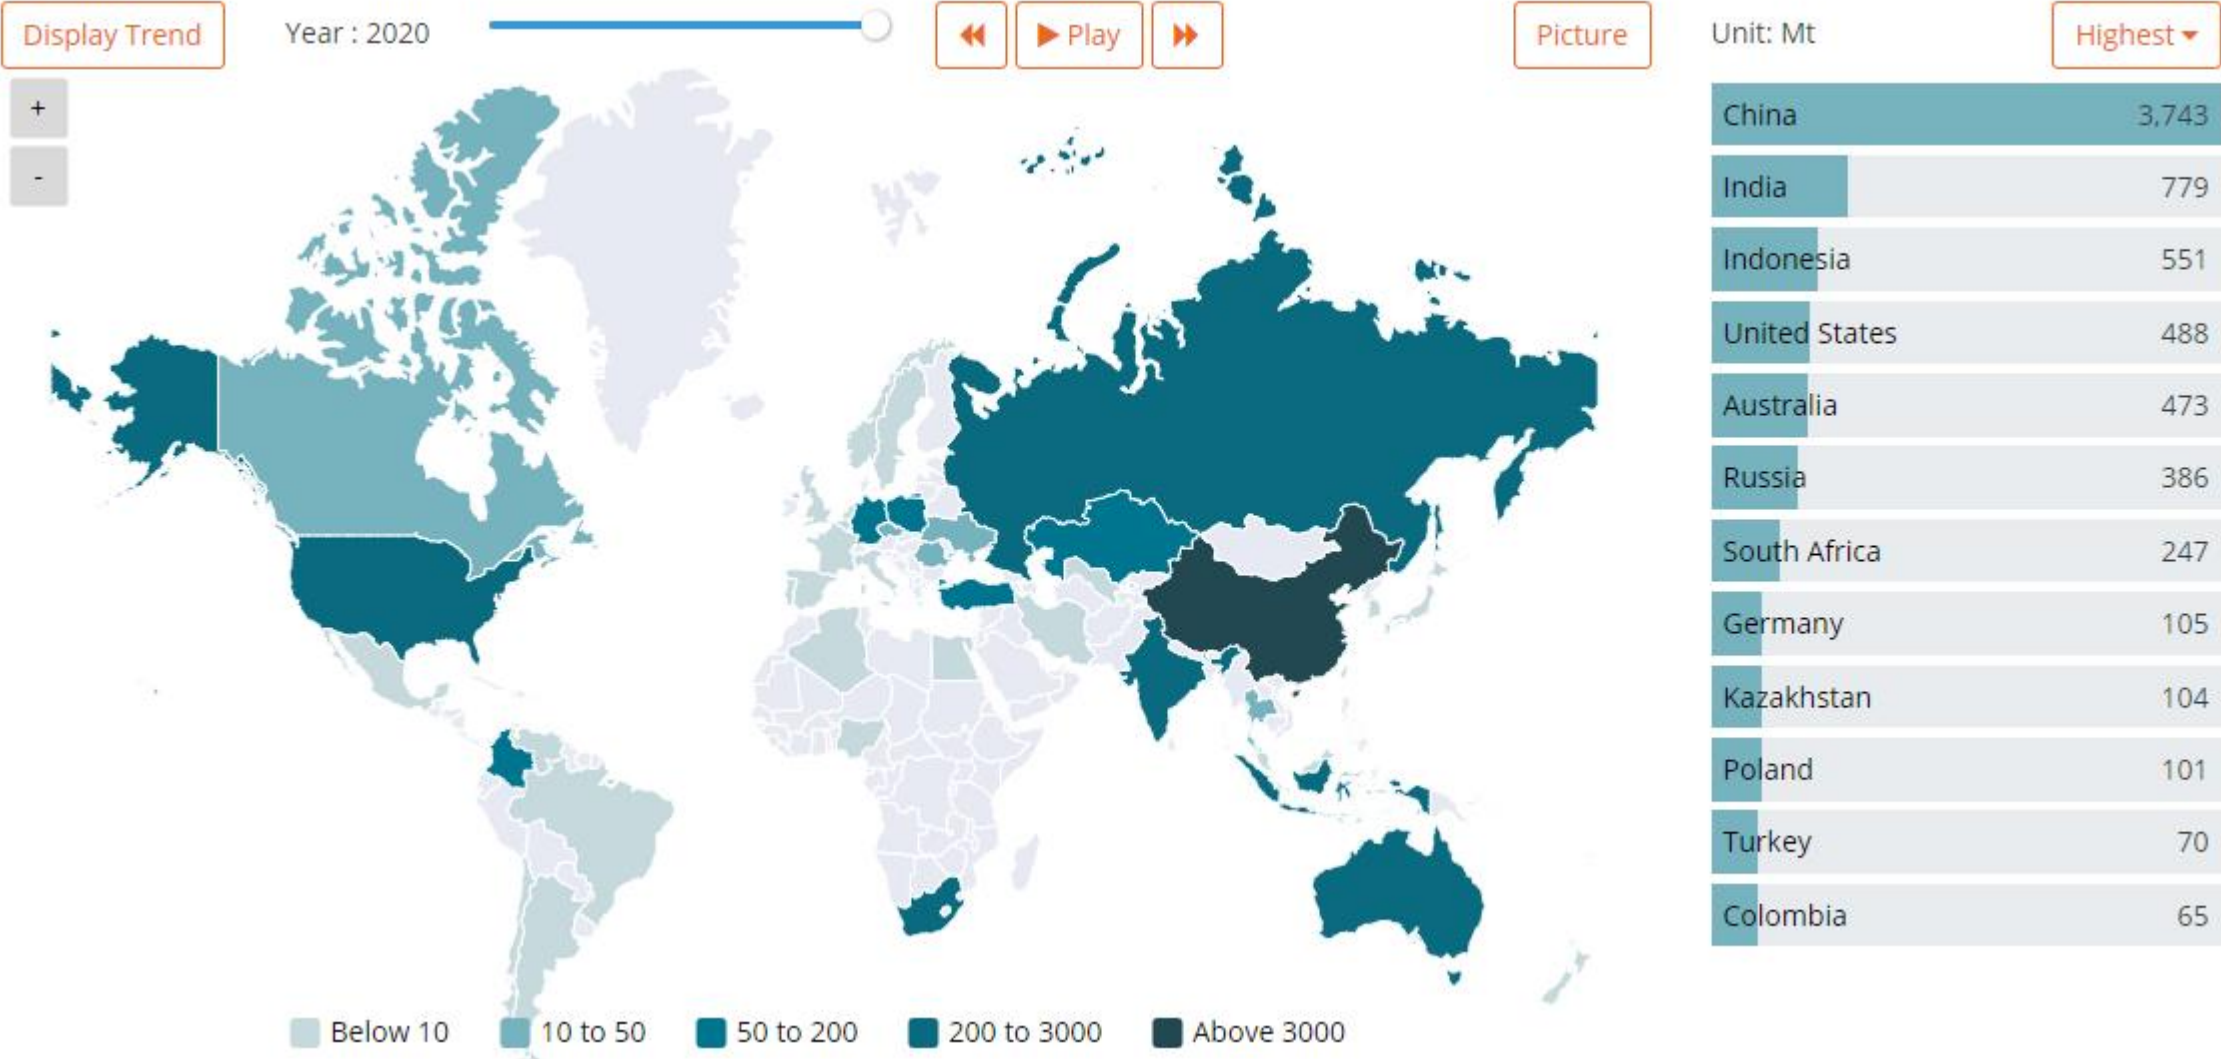 Display Trend
Year : 2020
Play
Picture
Unit: Mt
Highest
+
-
China 3,743
India 779
Indonesia 551
United States 488
Australia 473
Russia 386
South Africa 247
Germany 105
Kazakhstan 104
Poland 101
Turkey 70
Colombia 65
Below 10
10 to 50
50 to 200
200 to 3000
Above 3000